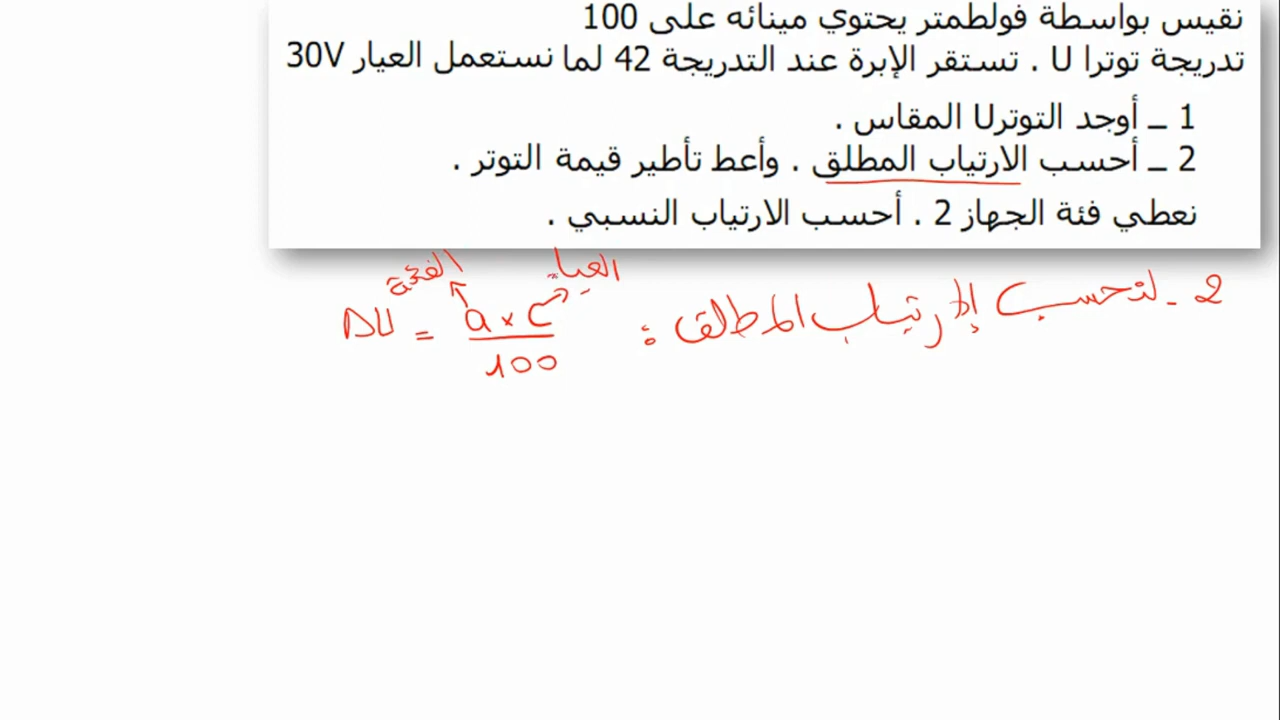 نقيس بواسطة فولطمتر يحتوي مينائه على 100
تدريجة توترا U . تستقر الإبرة عند التدريجة 42 لما نستعمل العيار 30V
1 ـ أوجد التوترU المقاس .
2 ـ أحسب الارتياب المطلق . وأعط تأطير قيمة التوتر .
نعطي فئة الجهاز 2 . أحسب الارتياب النسبي .
2 - لنحسب الارتياب المطلق :
الفئة العيار
ΔU = a × C
100